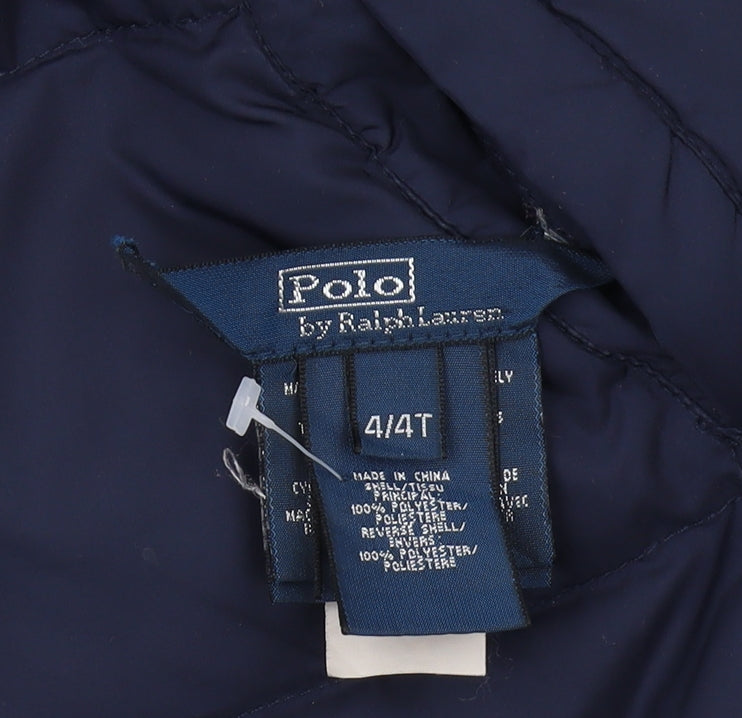 Polo
by Ralph Lauren
4/4T
MADE IN CHINA
SHELL/TISSU
PRINCIPAL
100% POLYESTER/
POLIESTERE
REVERSE SHELL/
ENVERS
100% POLYESTER/
POLIESTERE